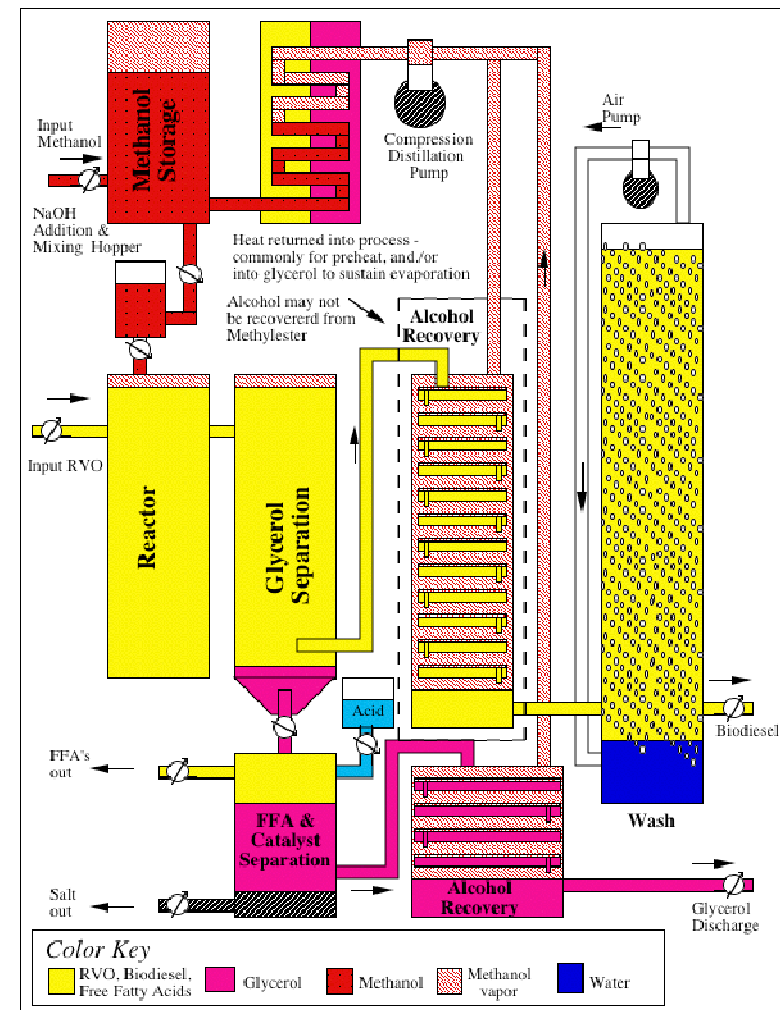 Input
Methanol
Methanol
Storage
NaOH
Addition &
Mixing Hopper
Compression
Distillation
Pump
Air
Pump
Heat returned into process -
commonly for preheat, and./or
into glycerol to sustain evaporation
Alcohol may not
be recovererd from
Methylester
Alcohol
Recovery
Input RVO
Reactor
Glycerol
Separation
Acid
Biodiesel
FFA's
out
FFA &
Catalyst
Separation
Wash
Salt
out
Alcohol
Recovery
Glycerol
Discharge
Color Key
RVO, Biodiesel,
Free Fatty Acids
Glycerol
Methanol
Methanol
vapor
Water